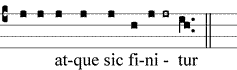 at-que sic fi-ni - tur